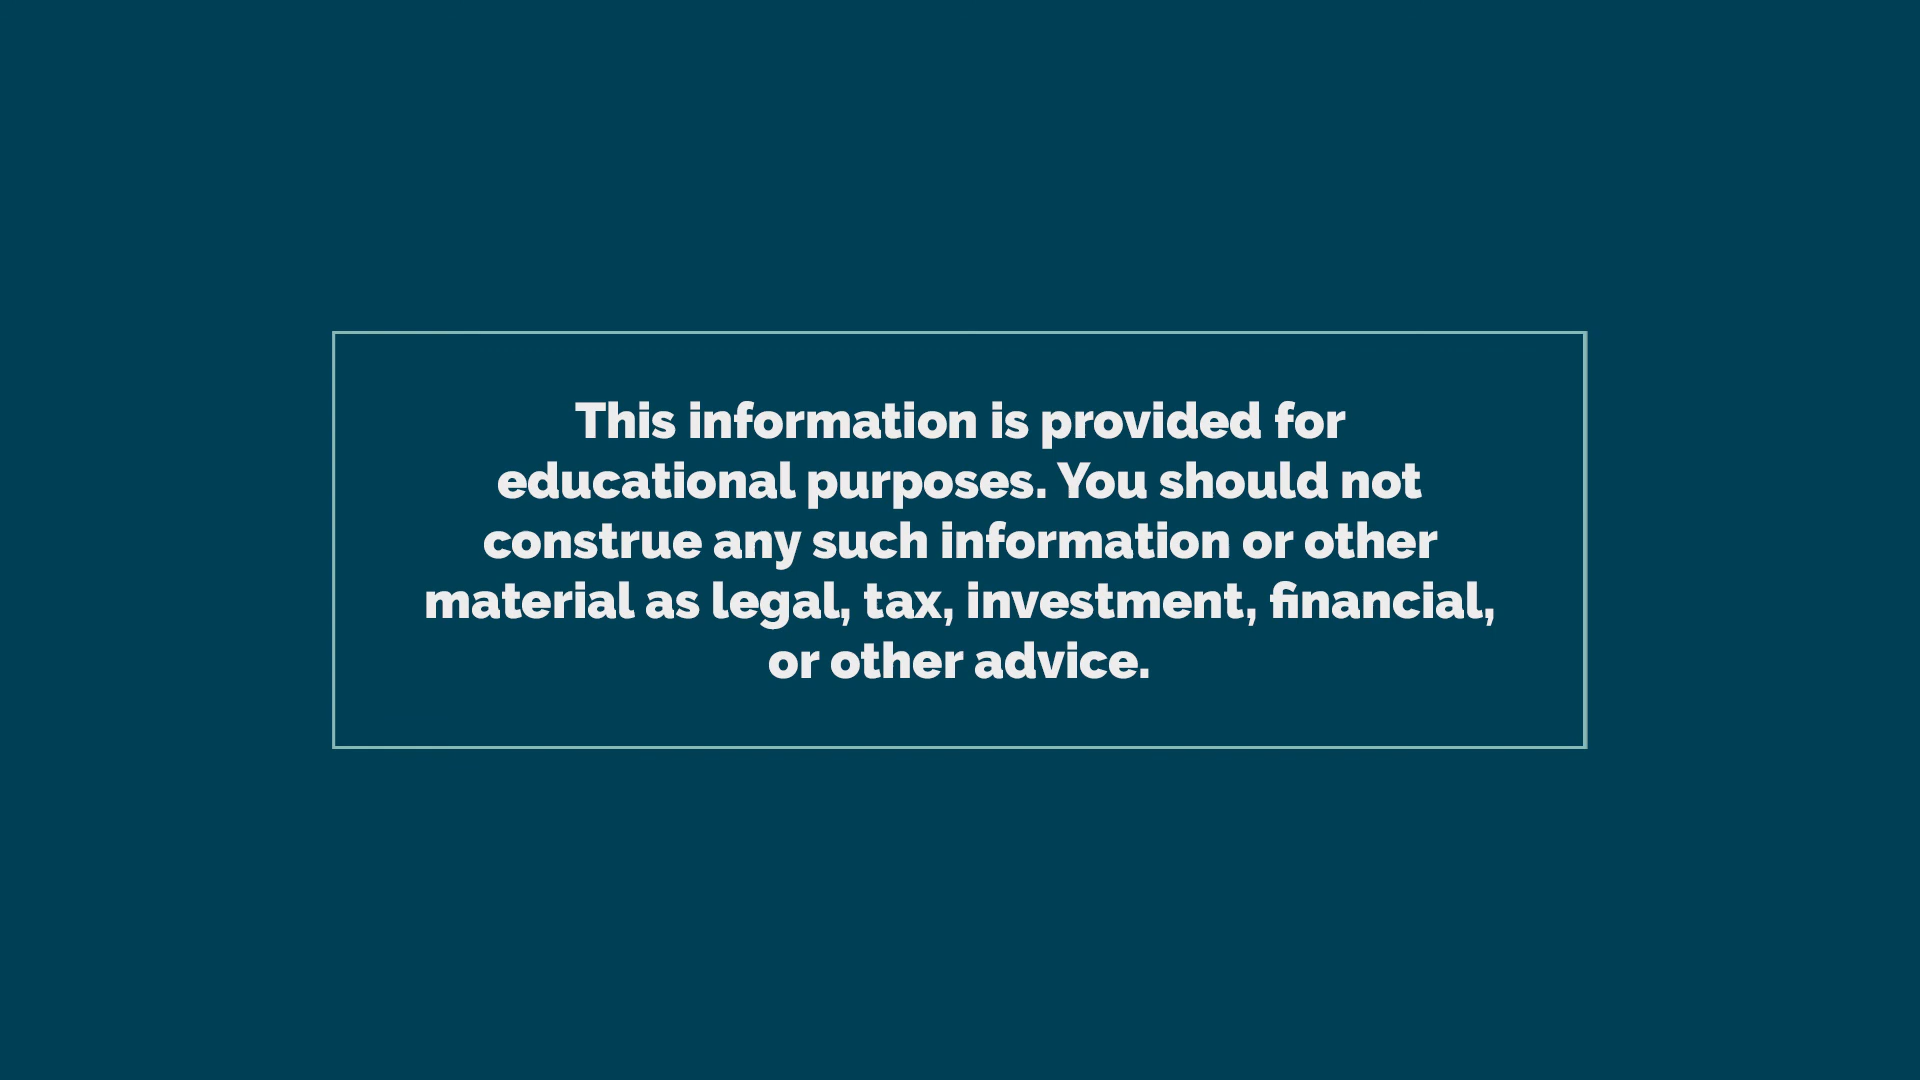 This information is provided for
educational purposes. You should not
construe any such information or other
material as legal, tax, investment, financial,
or other advice.